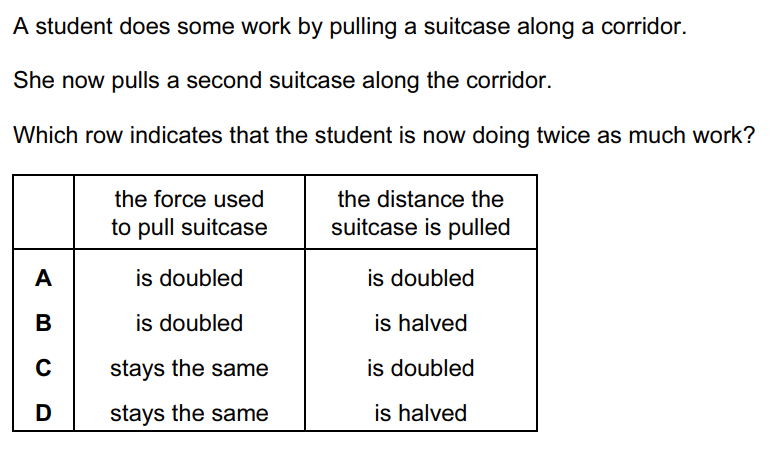 A student does some work by pulling a suitcase along a corridor.
She now pulls a second suitcase along the corridor.
Which row indicates that the student is now doing twice as much work?
the force used the distance the
to pull suitcase suitcase is pulled
A is doubled is doubled
B is doubled is halved
C stays the same is doubled
D stays the same is halved